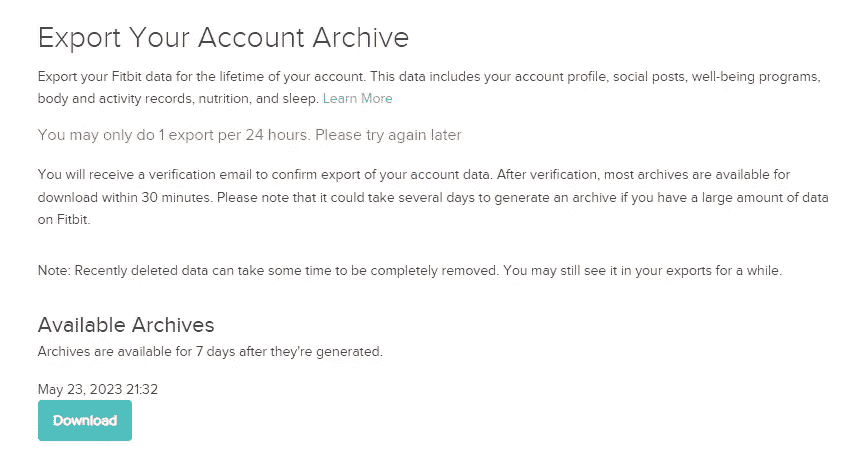 Export Your Account Archive
Export your Fitbit data for the lifetime of your account. This data includes your account profile, social posts, well-being programs,
body and activity records, nutrition, and sleep. Learn More
You may only do 1 export per 24 hours. Please try again later
You will receive a verification email to confirm export of your account data. After verification, most archives are available for
download within 30 minutes. Please note that it could take several days to generate an archive if you have a large amount of data
on Fitbit.
Note: Recently deleted data can take some time to be completely removed. You may still see it in your exports for a while.
Available Archives
Archives are available for 7 days after they're generated.
May 23, 2023 21:32
Download